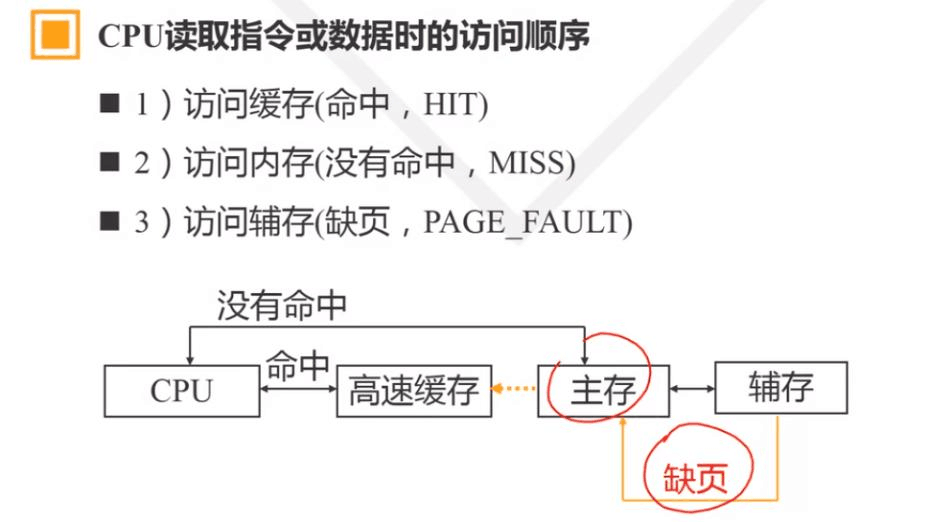 CPU读取指令或数据时的访问顺序
■ 1）访问缓存(命中，HIT)
■ 2）访问内存(没有命中，MISS)
■ 3）访问辅存(缺页，PAGE_FAULT)
没有命中
命中
CPU
高速缓存
主存
辅存
缺页